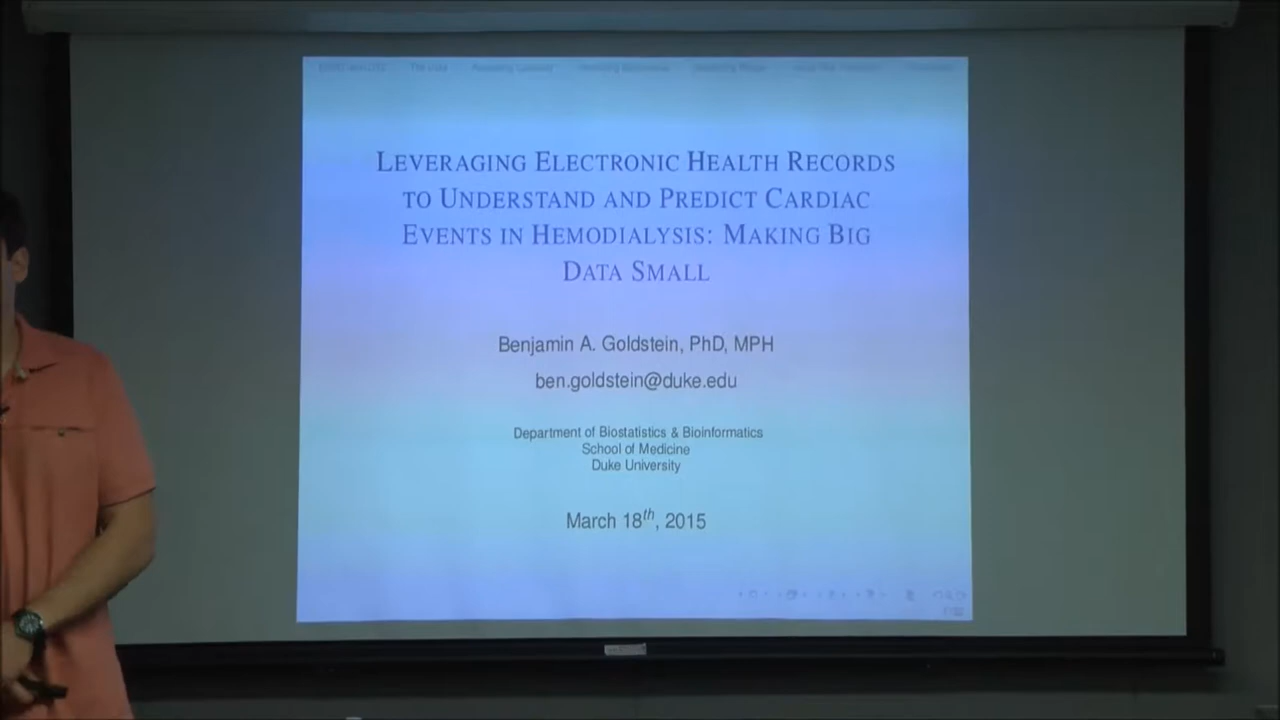 LEVERAGING ELECTRONIC HEALTH RECORDS
TO UNDERSTAND AND PREDICT CARDIAC
EVENTS IN HEMODIALYSIS: MAKING BIG
DATA SMALL
Benjamin A. Goldstein, PhD, MPH
ben.goldstein@duke.edu
Department of Biostatistics & Bioinformatics
School of Medicine
Duke University
March 18th, 2015